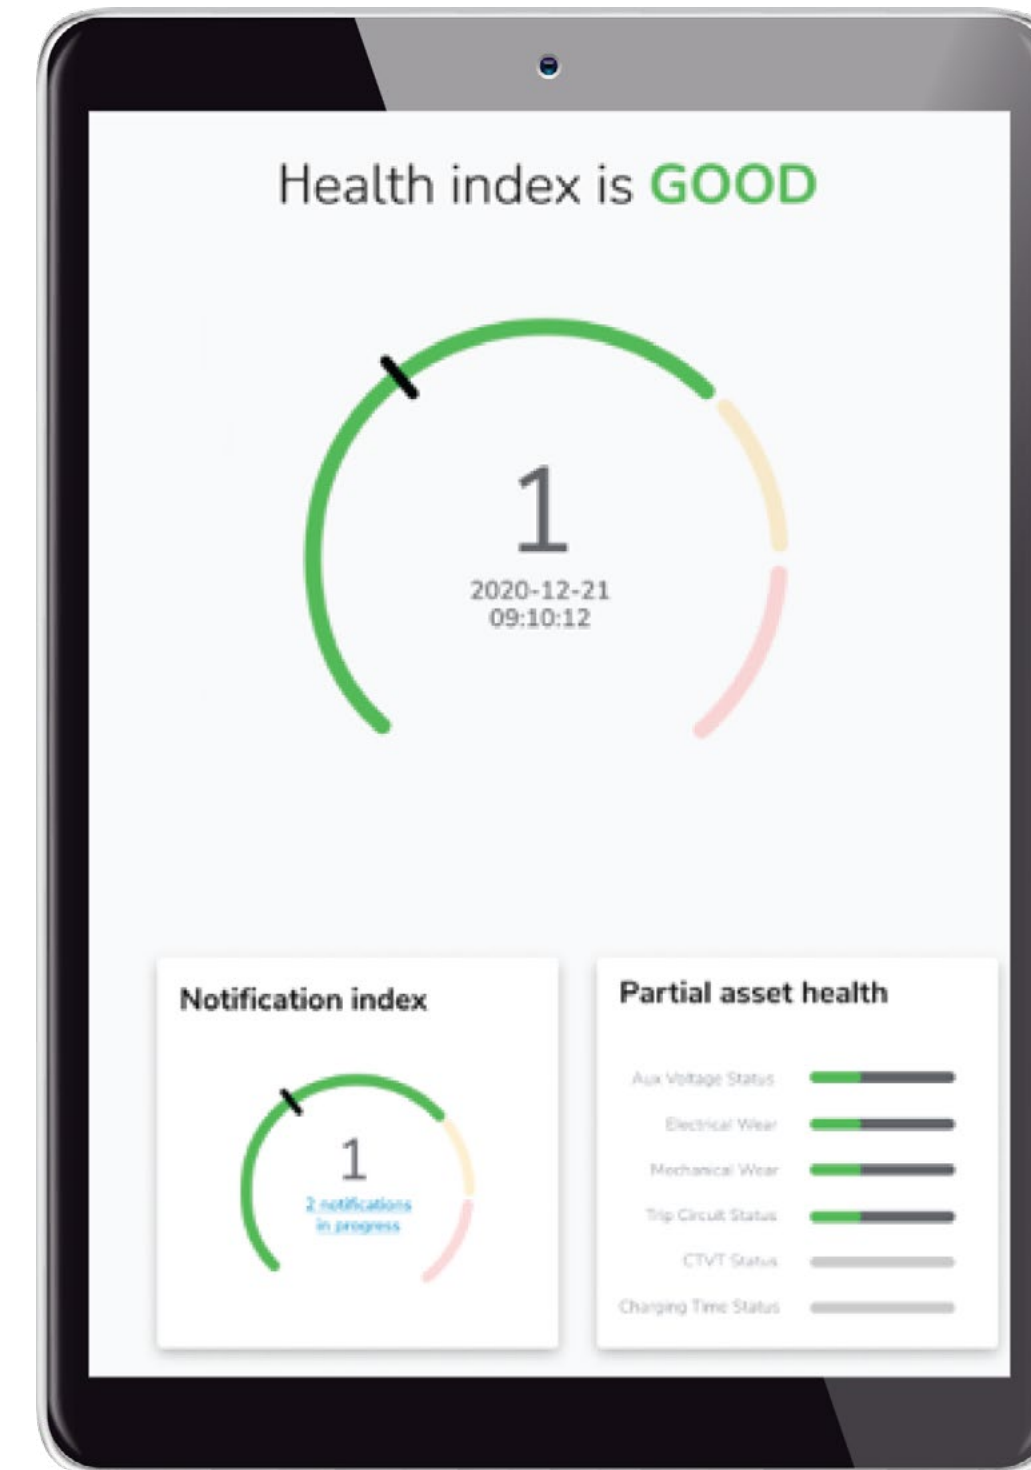 Health index is GOOD
1
2020-12-21
09:10:12
Notification index
1
2 notifications
in progress
Partial asset health
Aux Voltage Status
Electrical Wear
Mechanical Wear
Trip Circuit Status
CTVT Status
Charging Time Status